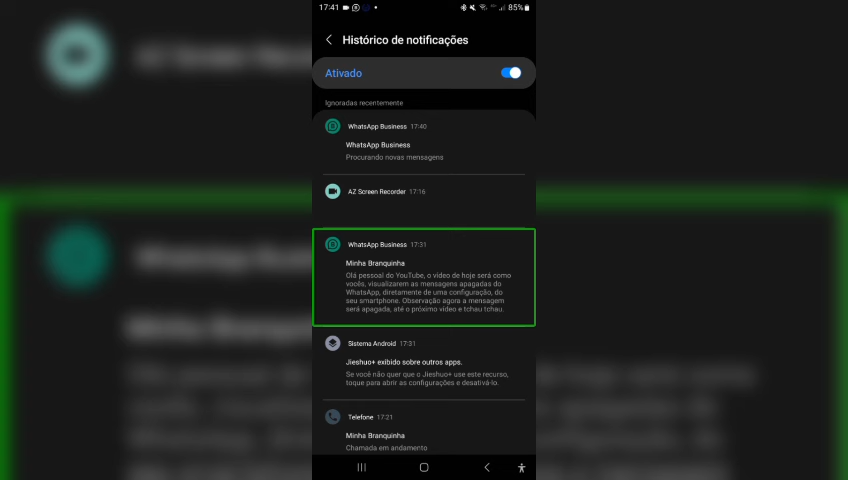 17:41
85%
Histórico de notificações
Ativado
Ignoradas recentemente
WhatsApp Business 17:40
WhatsApp Business
Procurando novas mensagens
AZ Screen Recorder 17:16
WhatsApp Business 17:31
Minha Branquinha
Olá pessoal do YouTube, o vídeo de hoje será como
vocês, visualizarem as mensagens apagadas do
WhatsApp, diretamente de uma configuração, do
seu smartphone. Observação agora a mensagem
será apagada, até o próximo vídeo e tchau tchau.
Sistema Android 17:31
Jieshuo+ exibido sobre outros apps.
Se você não quer que o Jieshuo+ use este recurso,
toque para abrir as configurações e desativá-lo.
Telefone 17:21
Minha Branquinha
Chamada em andamento